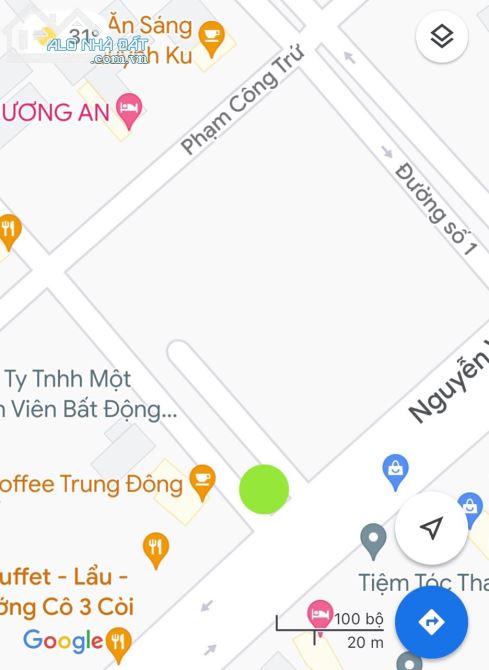 31°
ALO NHÀ ĐẤT
.com.vn
Ăn Sáng
ỳnh Ku
Phạm Công Trứ
ƯƠNG AN
Đường số 1
Ty Tnhh Một
n Viên Bất Động...
Nguyễn
offee Trung Đông
uffet - Lẩu -
ớng Cô 3 Còi
Tiệm Tóc Tha
Google
100 bộ
20 m